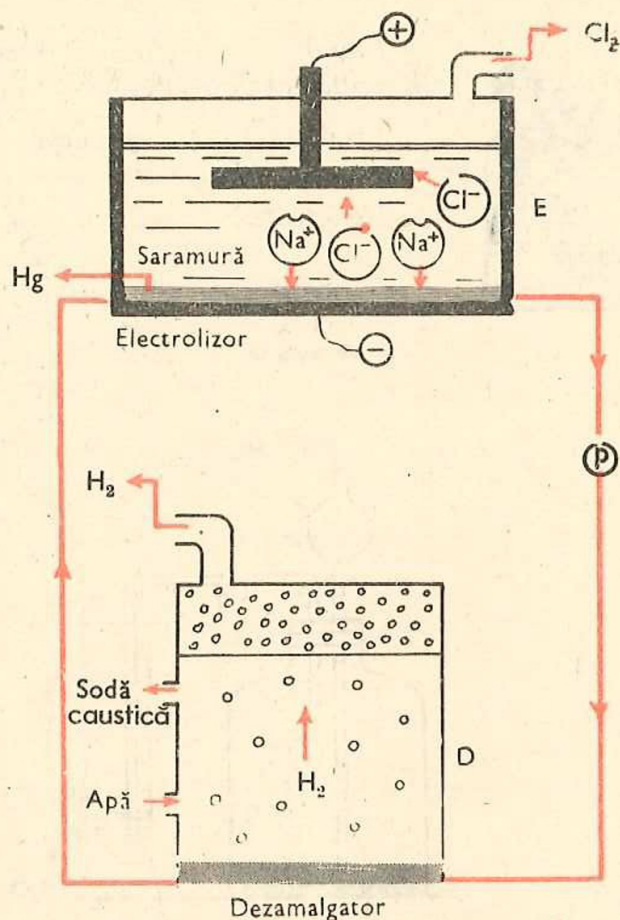 +
Cl₂
Cl⁻
E
Na⁺
Cl⁻
Na⁺
Saramură
Hg
Electrolizor
−
P
H₂
Sodă
caustică
D
H₂
Apă
Dezamalgator